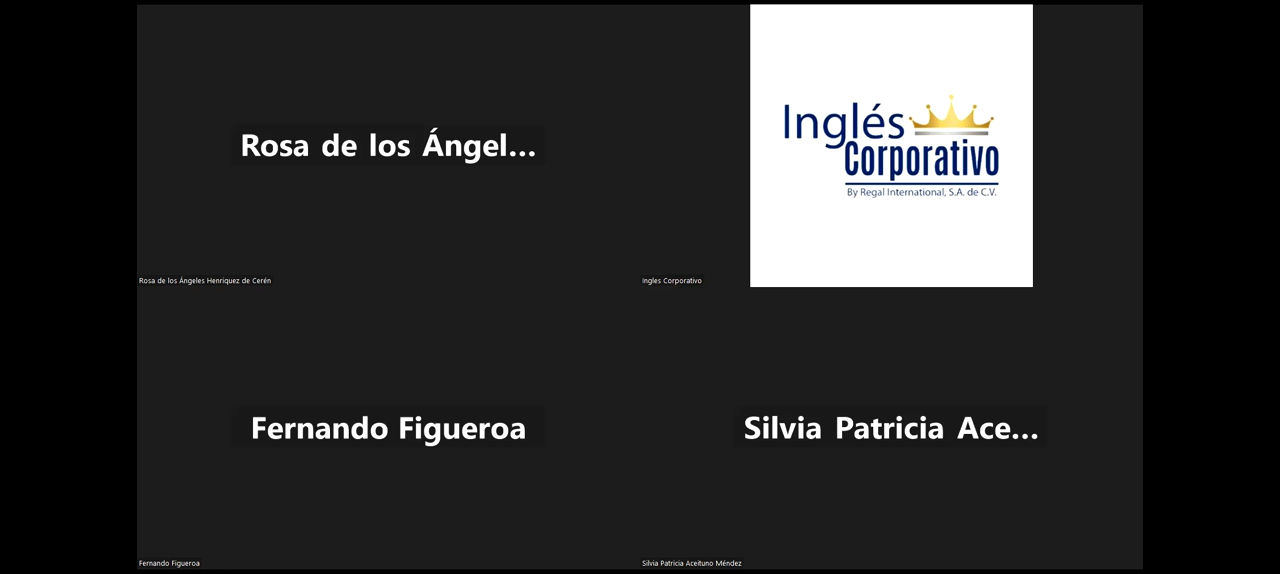 Rosa de los Ángel...
Rosa de los Ángeles Henriquez de Cerén
Inglés
Corporativo
By Regal International, S.A. de C.V.
Ingles Corporativo
Fernando Figueroa
Fernando Figueroa
Silvia Patricia Ace...
Silvia Patricia Aceituno Méndez